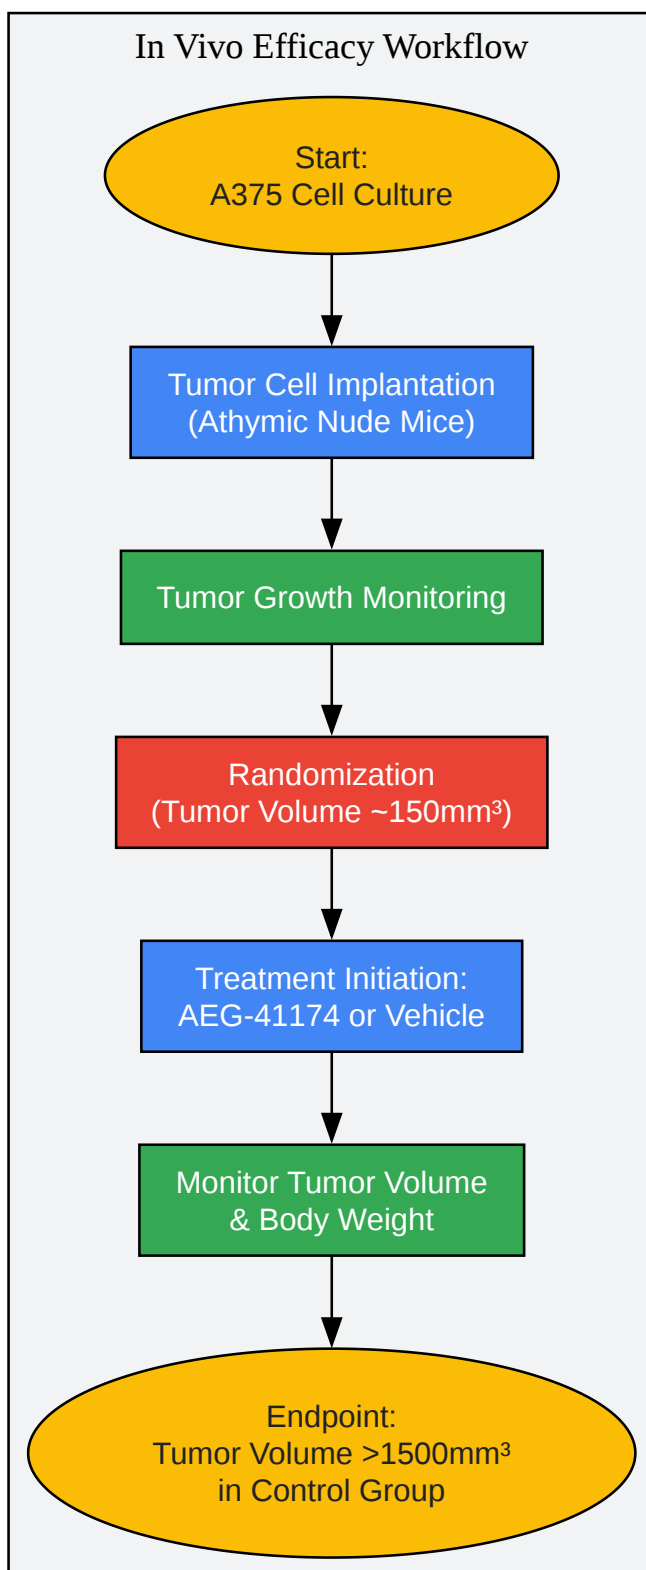 In Vivo Efficacy Workflow
Start:
A375 Cell Culture
Tumor Cell Implantation
(Athymic Nude Mice)
Tumor Growth Monitoring
Randomization
(Tumor Volume ~150mm³)
Treatment Initiation:
AEG-41174 or Vehicle
Monitor Tumor Volume
& Body Weight
Endpoint:
Tumor Volume >1500mm³
in Control Group